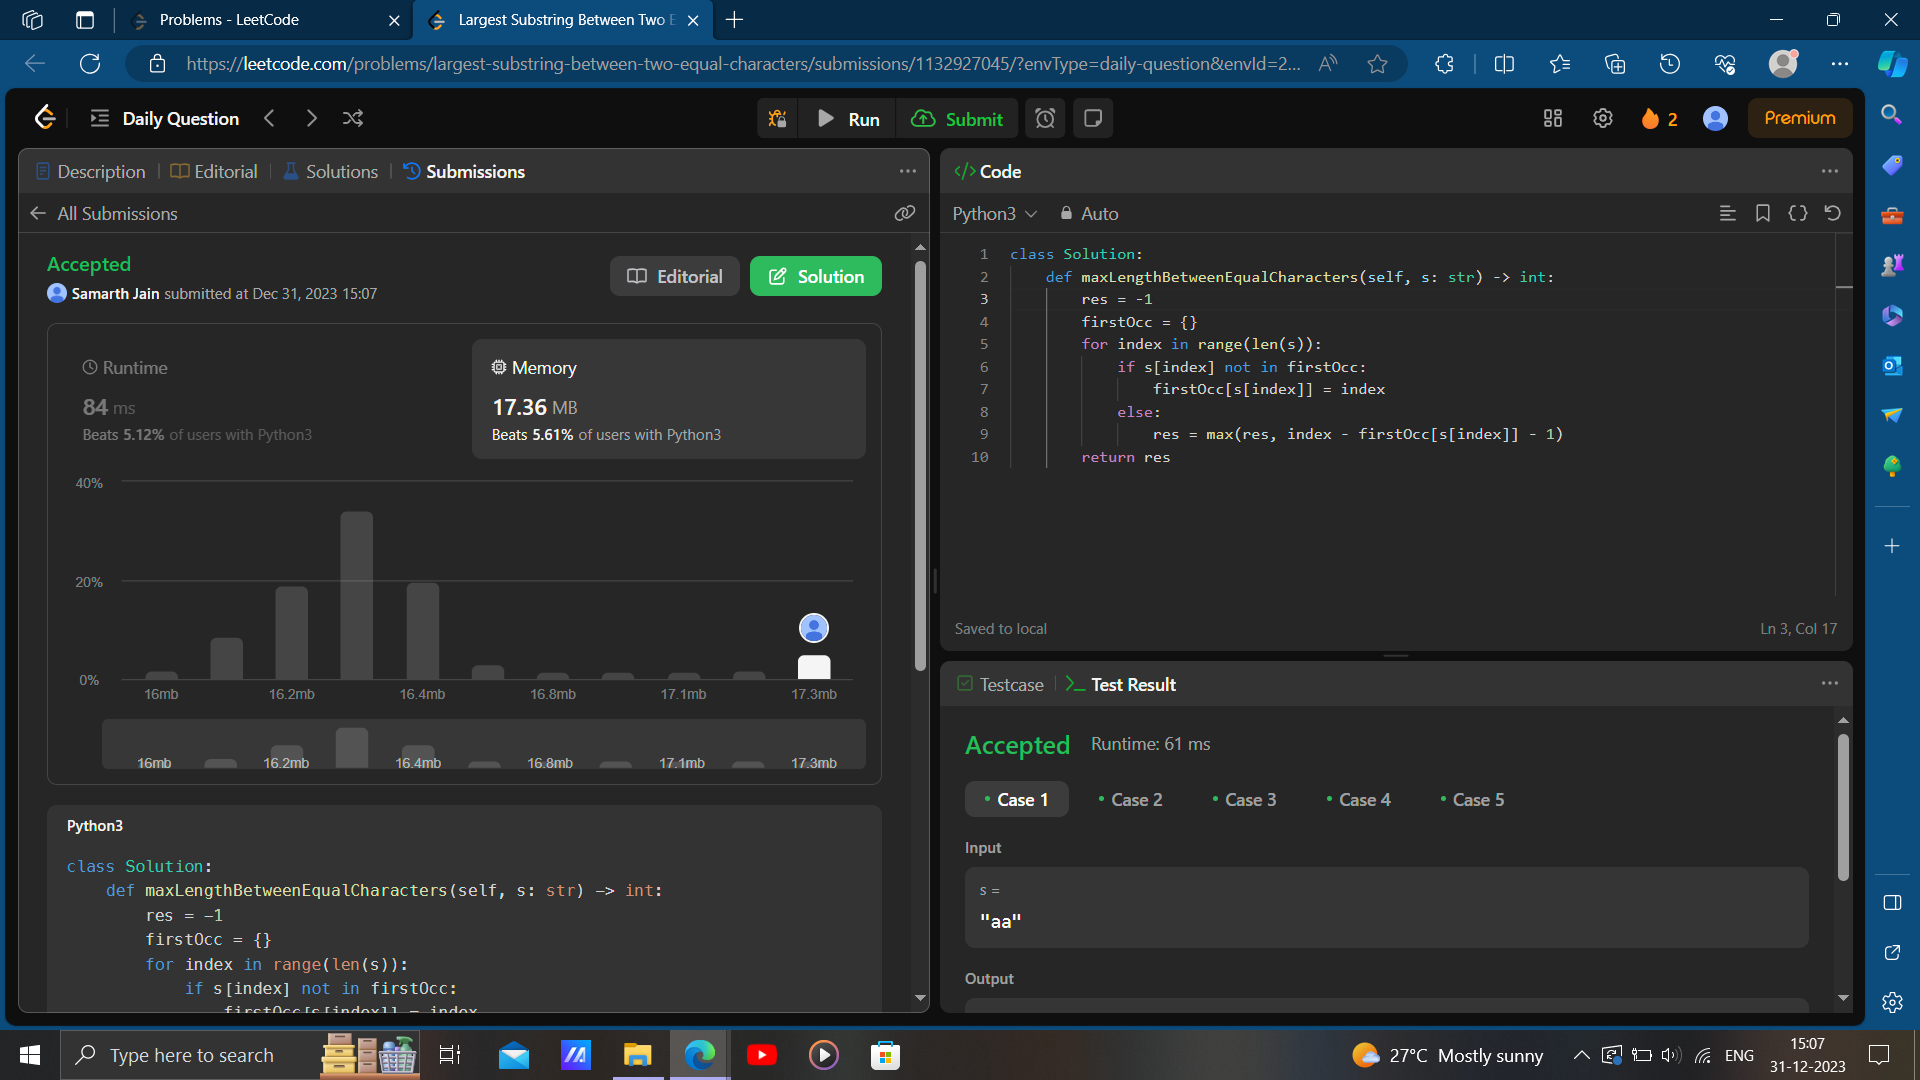 Problems - LeetCode
Largest Substring Between Two E
https://leetcode.com/problems/largest-substring-between-two-equal-characters/submissions/1132927045/?envType=daily-question&envId=2...
Daily Question
Run
Submit
2
Premium
Description
Editorial
Solutions
Submissions
All Submissions
Accepted
Samarth Jain submitted at Dec 31, 2023 15:07
Editorial
Solution
Runtime
84 ms
Beats 5.12% of users with Python3
Memory
17.36 MB
Beats 5.61% of users with Python3
40%
20%
0%
16mb 16.2mb 16.4mb 16.8mb 17.1mb 17.3mb
16mb 16.2mb 16.4mb 16.8mb 17.1mb 17.3mb
Python3
class Solution:
def maxLengthBetweenEqualCharacters(self, s: str) -> int:
res = -1
firstOcc = {}
for index in range(len(s)):
if s[index] not in firstOcc:
firstOcc[s[index]] = index
</> Code
Python3
Auto
1 class Solution:
2 def maxLengthBetweenEqualCharacters(self, s: str) -> int:
3 res = -1
4 firstOcc = {}
5 for index in range(len(s)):
6 if s[index] not in firstOcc:
7 firstOcc[s[index]] = index
8 else:
9 res = max(res, index - firstOcc[s[index]] - 1)
10 return res
Saved to local
Ln 3, Col 17
Testcase
Test Result
Accepted Runtime: 61 ms
Case 1
Case 2
Case 3
Case 4
Case 5
Input
s =
"aa"
Output
Type here to search
27°C Mostly sunny
ENG
15:07
31-12-2023